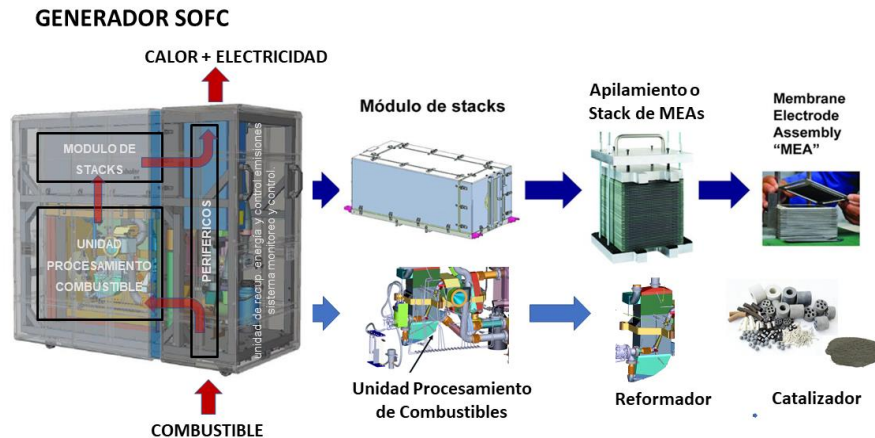 GENERADOR SOFC
CALOR + ELECTRICIDAD
MODULO DE
STACKS
UNIDAD
PROCESAMIENTO
COMBUSTIBLE
PERIFERICOS
unidad de recup. energía y control emisiones
sistema monitoreo y control.
COMBUSTIBLE
Módulo de stacks
Apilamiento o
Stack de MEAs
Membrane
Electrode
Assembly
“MEA”
Unidad Procesamiento
de Combustibles
Reformador
Catalizador